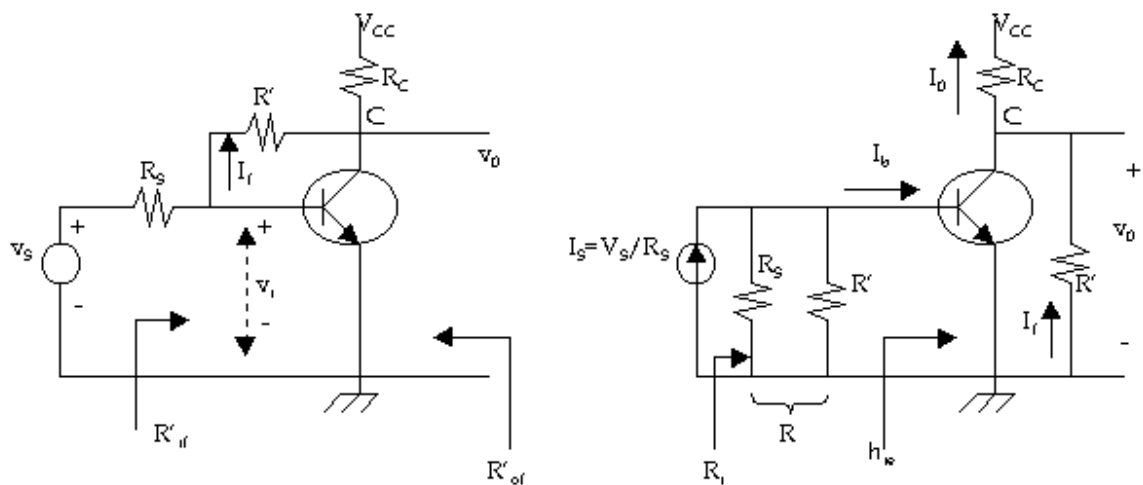 V_CC
R_C
C
R'
v_0
R_s
I_f
v_s
+
-
+
v_i
-
R'_if
R'_of
V_CC
I_0
R_C
C
I_b
+
v_0
-
I_s=V_s/R_s
R_s
R'
R'
I_f
R_i
R
h_ie